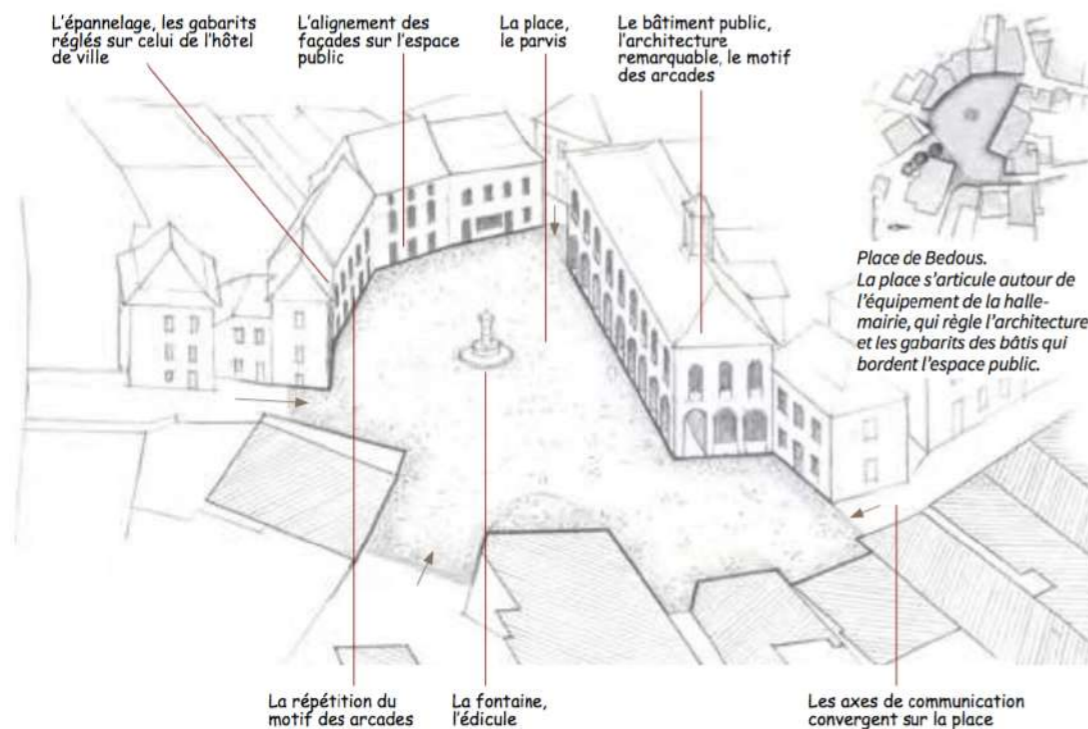 L'épannelage, les gabarits
réglés sur celui de l'hôtel
de ville
L'alignement des
façades sur l'espace
public
La place,
le parvis
Le bâtiment public,
l'architecture
remarquable, le motif
des arcades
Place de Bedous.
La place s'articule autour de
l'équipement de la halle-
mairie, qui règle l'architecture
et les gabarits des bâtis qui
bordent l'espace public.
La répétition du
motif des arcades
La fontaine,
l'édicule
Les axes de communication
convergent sur la place